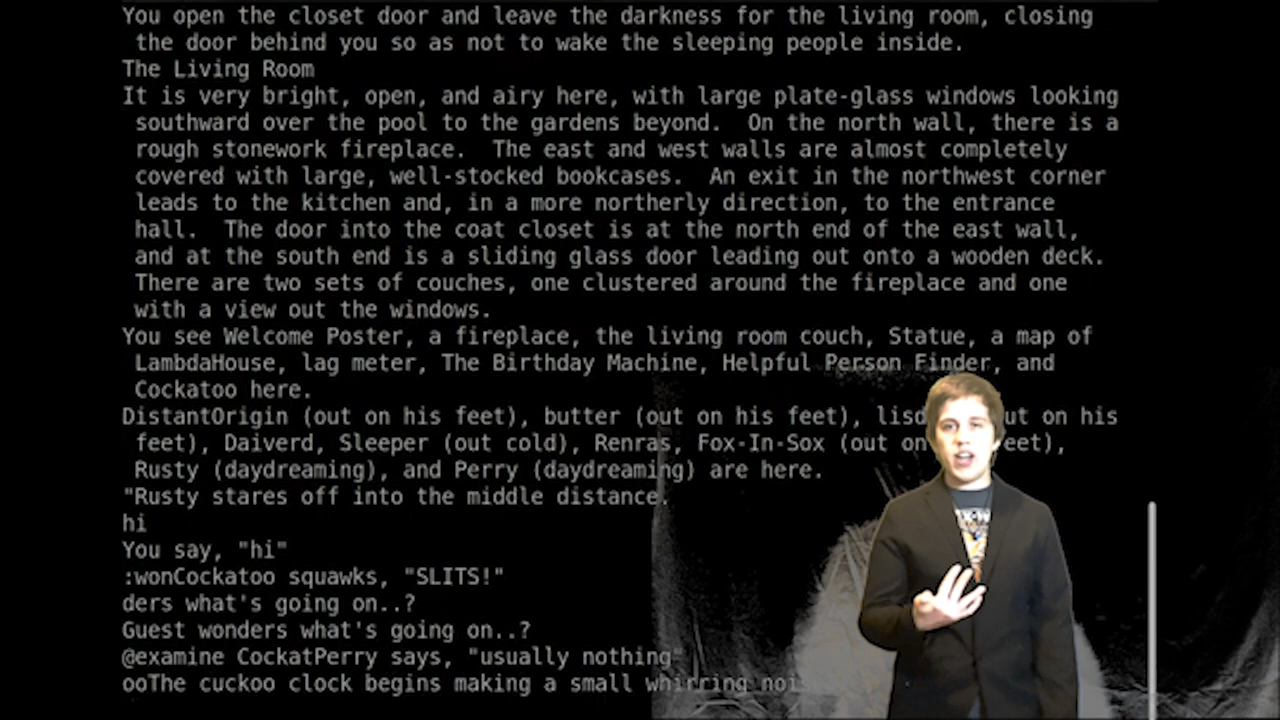 You open the closet door and leave the darkness for the living room, closing
the door behind you so as not to wake the sleeping people inside.
The Living Room
It is very bright, open, and airy here, with large plate-glass windows looking
southward over the pool to the gardens beyond.  On the north wall, there is a
rough stonework fireplace.  The east and west walls are almost completely
covered with large, well-stocked bookcases.  An exit in the northwest corner
leads to the kitchen and, in a more northerly direction, to the entrance
hall.  The door into the coat closet is at the north end of the east wall,
and at the south end is a sliding glass door leading out onto a wooden deck.
There are two sets of couches, one clustered around the fireplace and one
with a view out the windows.
You see Welcome Poster, a fireplace, the living room couch, Statue, a map of
LambdaHouse, lag meter, The Birthday Machine, Helpful Person Finder, and
Cockatoo here.
DistantOrigin (out on his feet), butter (out on his feet), on his
feet), Daiverd, Sleeper (out cold), Renras, Fox-In-Sox (out
Rusty (daydreaming), and Perry (daydreaming) are here.
"Rusty stares off into the middle distance.
hi
You say, "hi"
:wonCockatoo squawks, "SLITS!"
ders what's going on..?
Guest wonders what's going on..?
@examine CockatPerry says, "usually nothing"
ooThe cuckoo clock begins making a small whirring